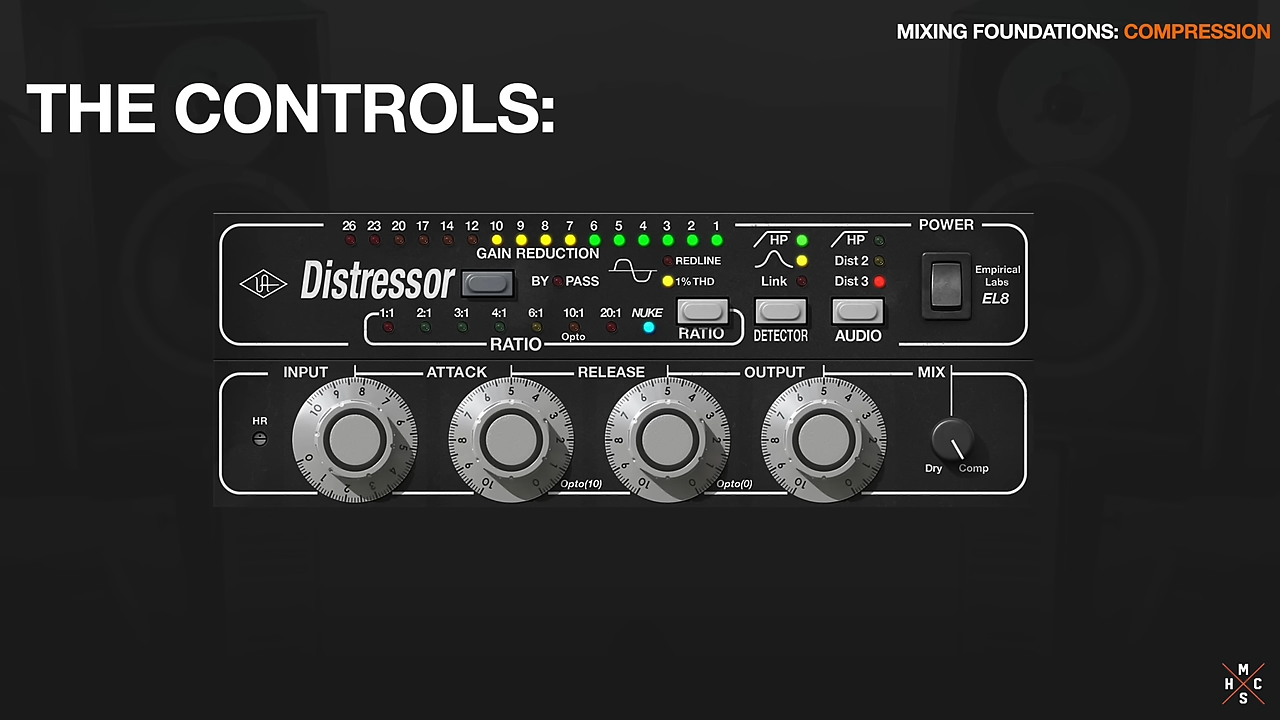 MIXING FOUNDATIONS: COMPRESSION
THE CONTROLS:
26 23 20 17 14 12 10 9 8 7 6 5 4 3 2 1
GAIN REDUCTION
HP HP
POWER
REDLINE
Dist 2
UA Distressor
BY PASS
1% THD
Link
Dist 3
Empirical
Labs
EL8
1:1 2:1 3:1 4:1 6:1 10:1 20:1 NUKE
Opto
RATIO
RATIO
DETECTOR
AUDIO
INPUT ATTACK RELEASE OUTPUT MIX
HR
Dry Comp
Opto(10) Opto(0)
M
H C
S